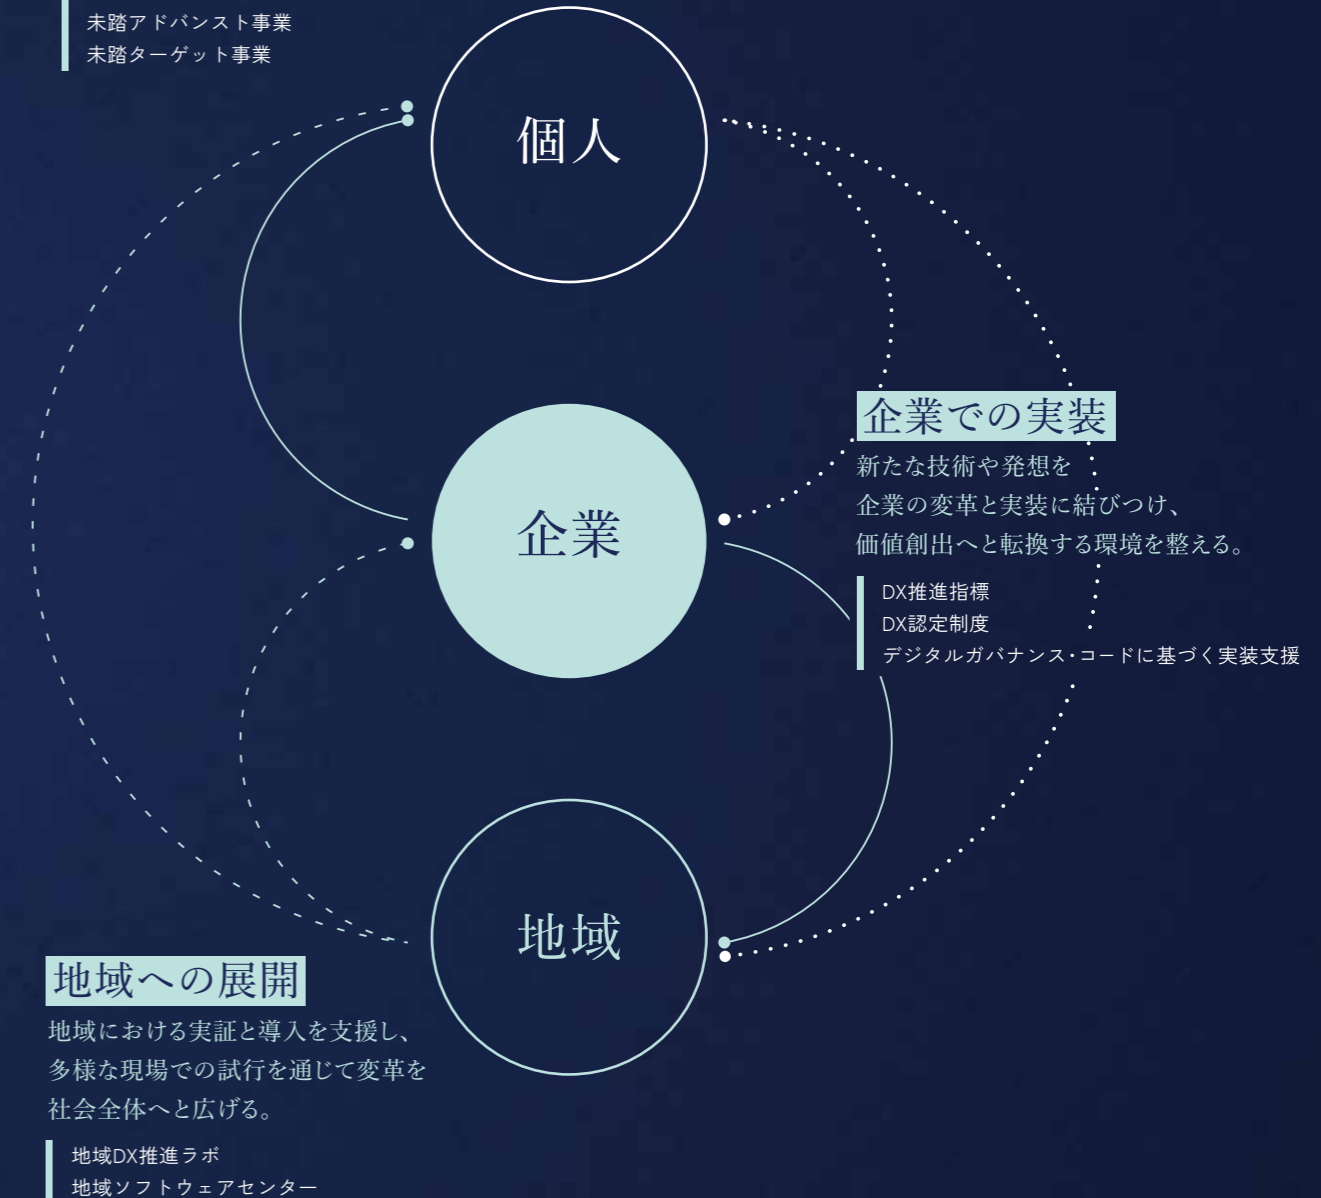 未踏アドバンスト事業
未踏ターゲット事業
個人
企業
企業での実装
新たな技術や発想を
企業の変革と実装に結びつけ、
価値創出へと転換する環境を整える。
DX推進指標
DX認定制度
デジタルガバナンス・コードに基づく実装支援
地域
地域への展開
地域における実証と導入を支援し、
多様な現場での試行を通じて変革を
社会全体へと広げる。
地域DX推進ラボ
地域ソフトウェアセンター